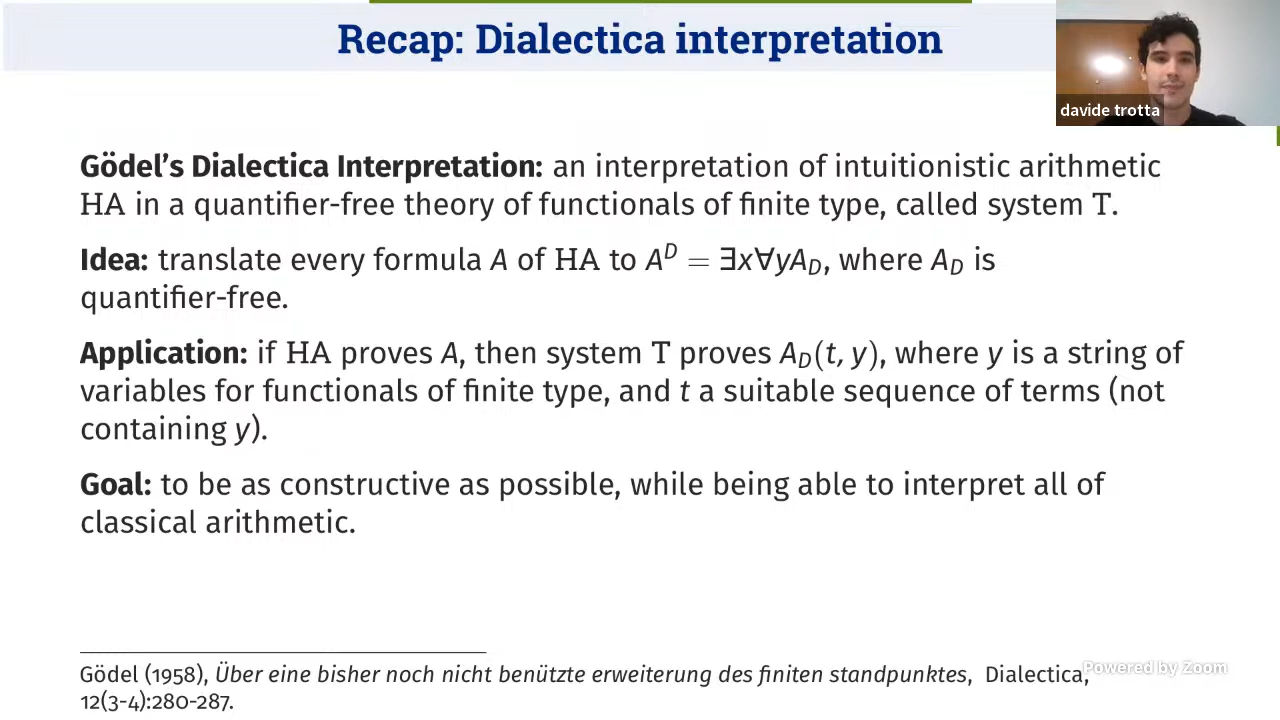 Recap: Dialectica interpretation
davide trotta
Gödel’s Dialectica Interpretation: an interpretation of intuitionistic arithmetic
HA in a quantifier-free theory of functionals of finite type, called system T.
Idea: translate every formula A of HA to A^D = ∃x∀yA_D, where A_D is
quantifier-free.
Application: if HA proves A, then system T proves A_D(t, y), where y is a string of
variables for functionals of finite type, and t a suitable sequence of terms (not
containing y).
Goal: to be as constructive as possible, while being able to interpret all of
classical arithmetic.
Gödel (1958), Über eine bisher noch nicht benützte erweiterung des finiten standpunktes, Dialectica,
12(3-4):280-287.
Powered by Zoom